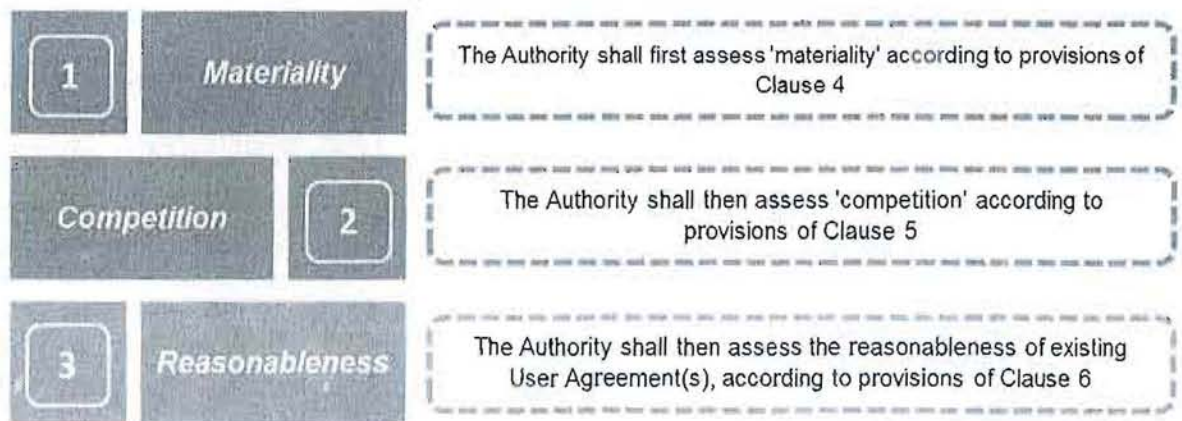 1
Materiality
The Authority shall first assess 'materiality' according to provisions of
Clause 4
Competition
2
The Authority shall then assess 'competition' according to
provisions of Clause 5
3
Reasonableness
The Authority shall then assess the reasonableness of existing
User Agreement(s), according to provisions of Clause 6